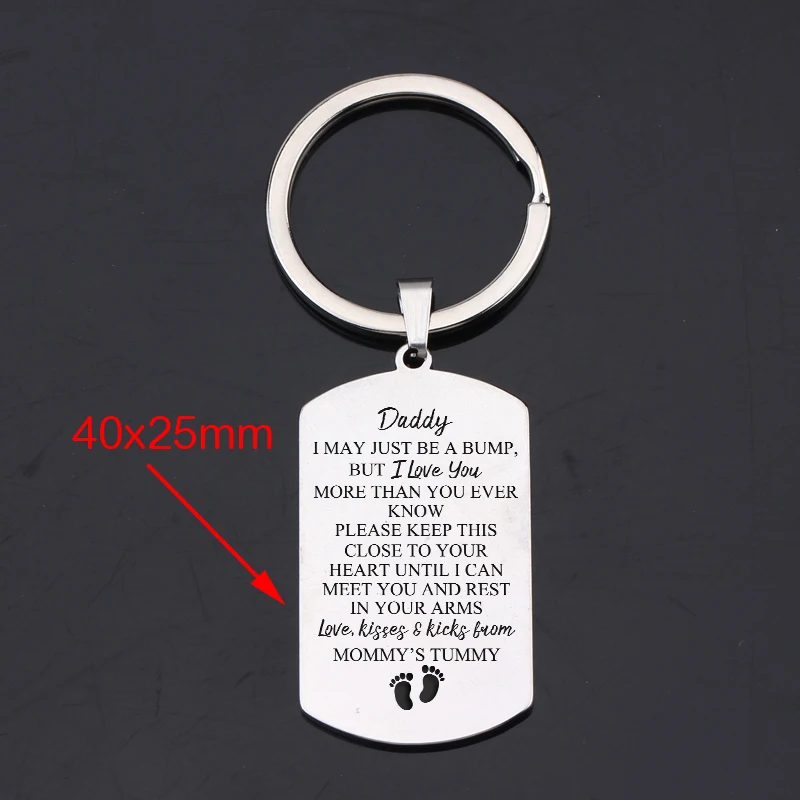 40x25mm
Daddy
I MAY JUST BE A BUMP,
BUT I Love You
MORE THAN YOU EVER
KNOW
PLEASE KEEP THIS
CLOSE TO YOUR
HEART UNTIL I CAN
MEET YOU AND REST
IN YOUR ARMS
Love, kisses & kicks from
MOMMY'S TUMMY